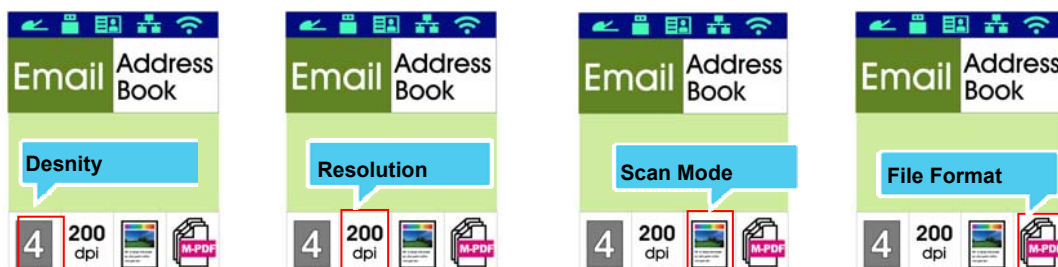 Email Address Book
Desnity
4 200 dpi M-PDF
Email Address Book
Resolution
4 200 dpi M-PDF
Email Address Book
Scan Mode
4 200 dpi M-PDF
Email Address Book
File Format
4 200 dpi M-PD